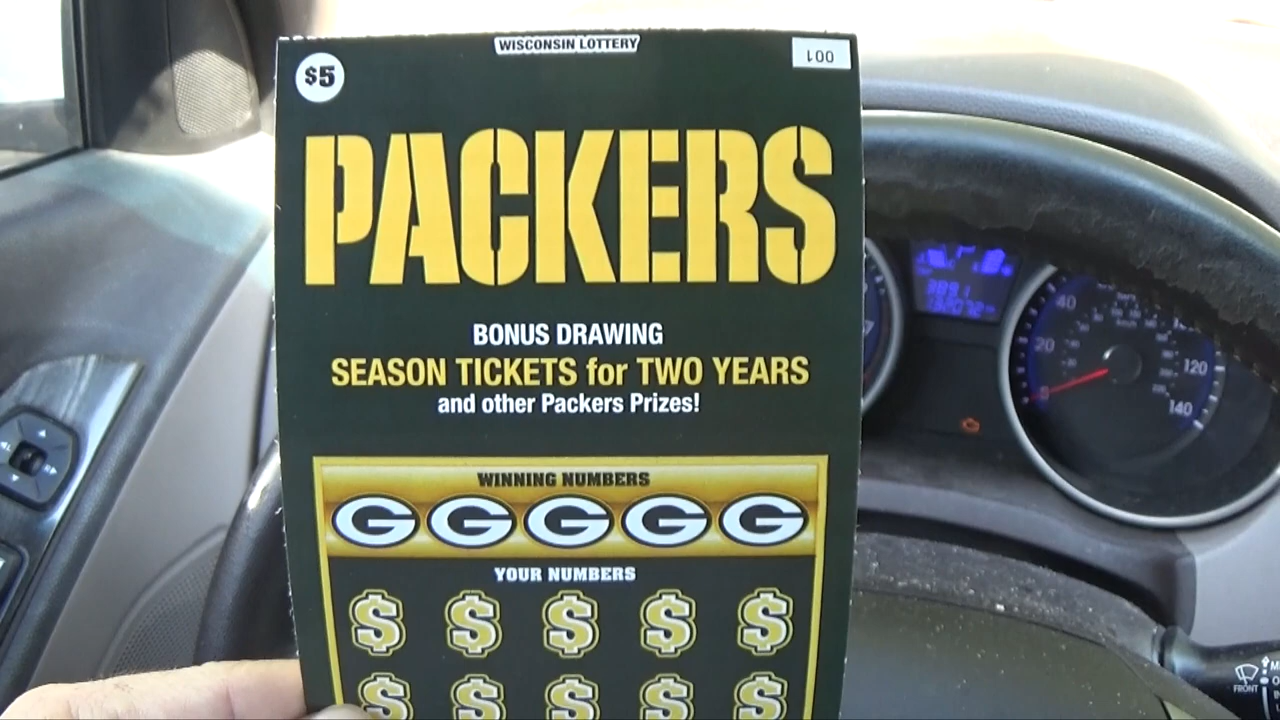 WISCONSIN LOTTERY
$5
001
PACKERS
BONUS DRAWING
SEASON TICKETS for TWO YEARS
and other Packers Prizes!
WINNING NUMBERS
G G G G G
YOUR NUMBERS
$ $ $ $ $
$ $ $ $ $
20
40
120
140
FRONT